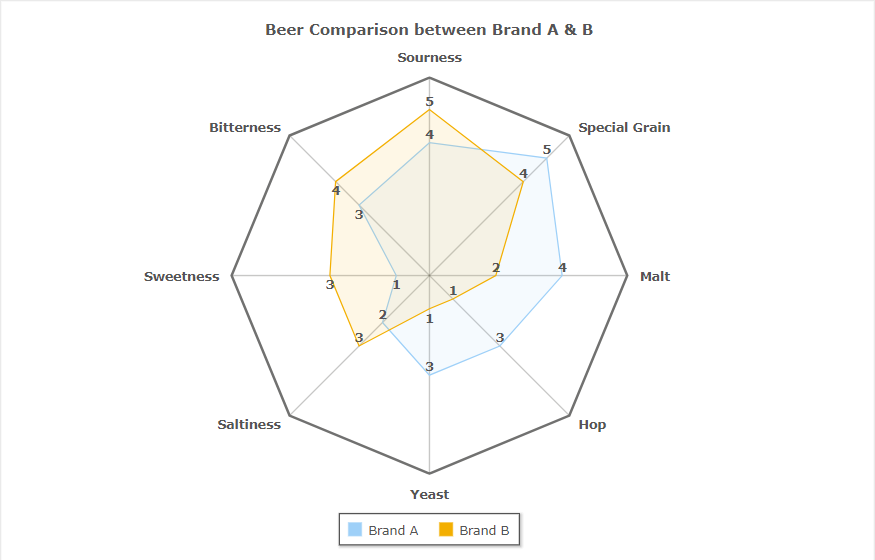 Beer Comparison between Brand A & B
Sourness
Bitterness
Special Grain
5
4
5
4
4
3
Sweetness
3
1
2
4
Malt
1
2
3
3
1
3
Saltiness
Hop
Yeast
Brand A
Brand B